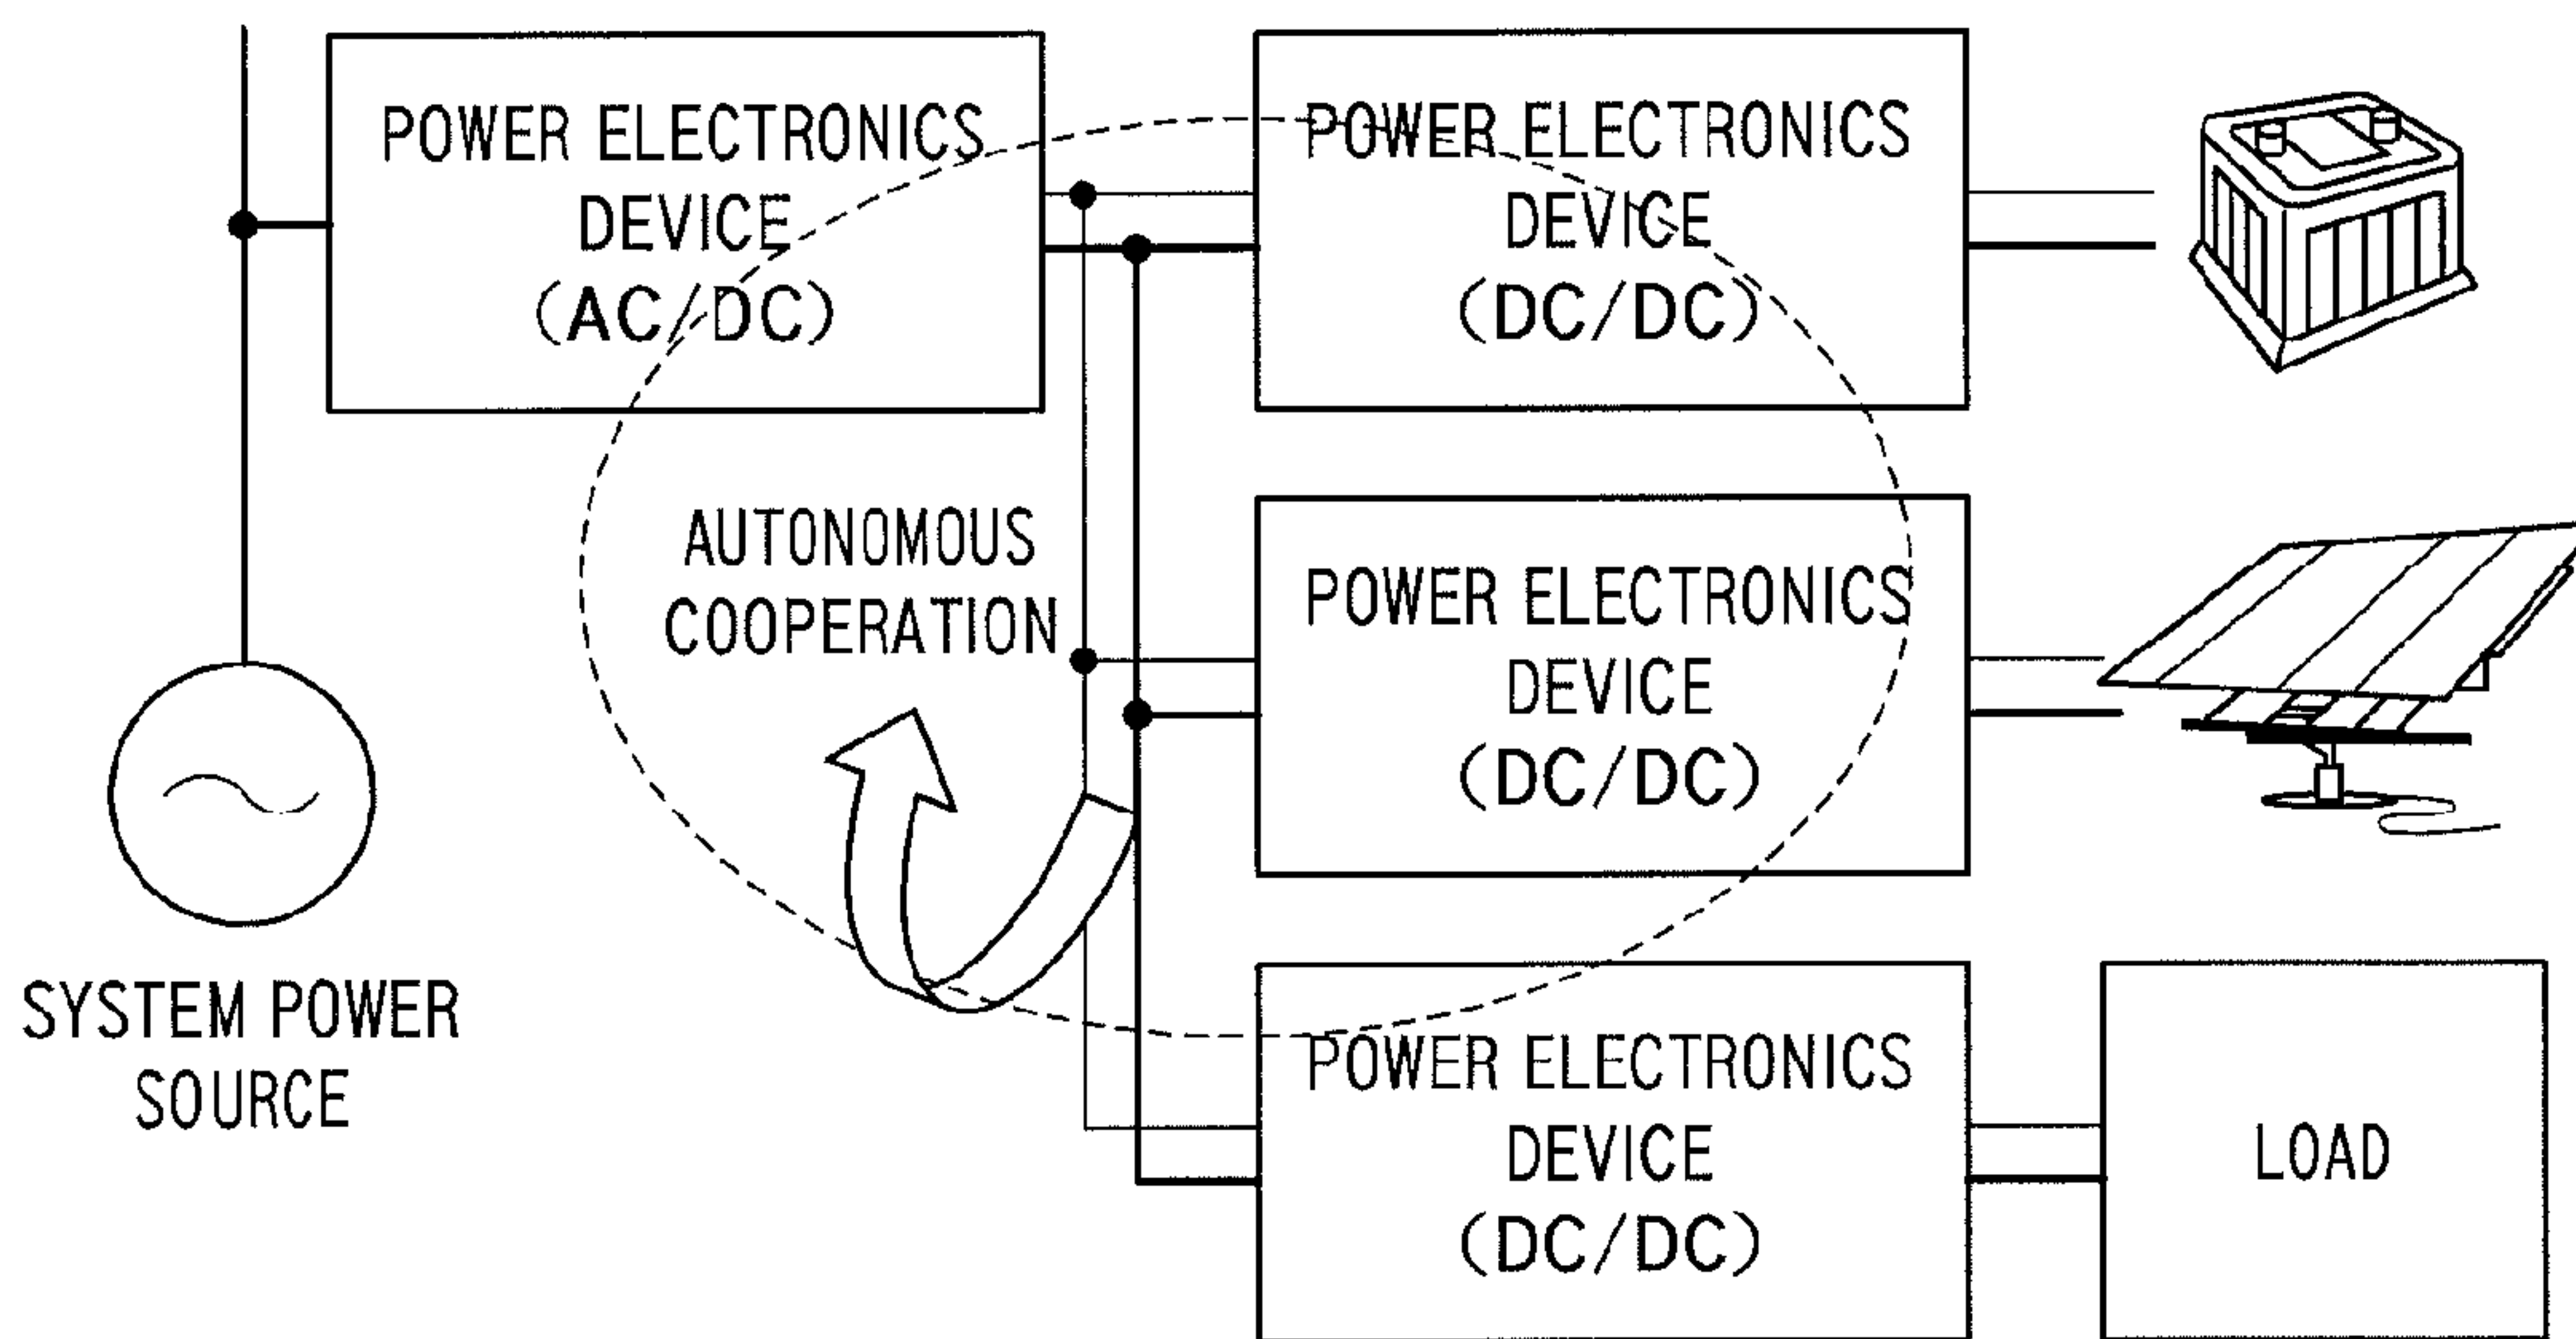 POWER ELECTRONICS
DEVICE
(AC/DC)
POWER ELECTRONICS
DEVICE
(DC/DC)
AUTONOMOUS
COOPERATION
POWER ELECTRONICS
DEVICE
(DC/DC)
SYSTEM POWER
SOURCE
POWER ELECTRONICS
DEVICE
(DC/DC)
LOAD